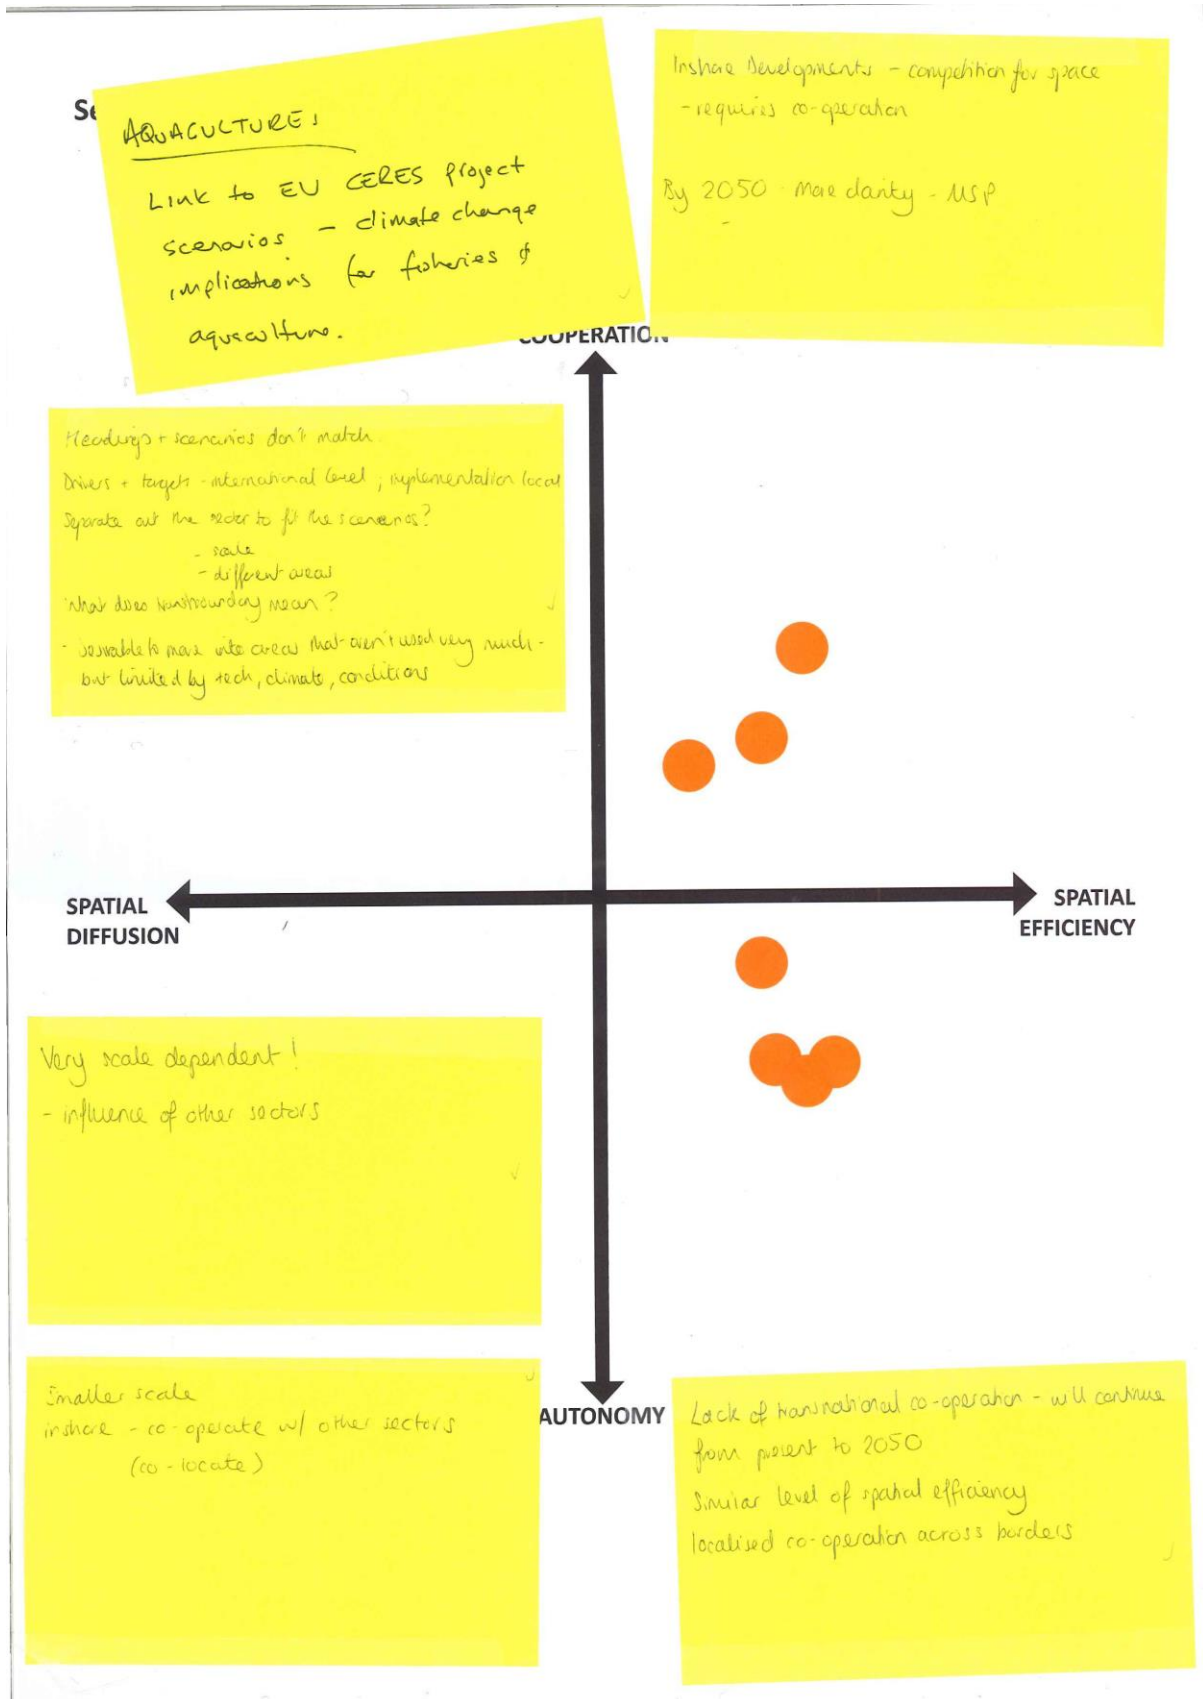 Se
AQUACULTURE:
Link to EU CERES project
scenarios - climate change
implications for fisheries &
aquaculture.
Inshore Developments - competition for space
- requires co-operation
By 2050 - more clarity - MSP
COOPERATION
Headings + scenarios don't match.
Drivers + targets - international level, implementation local
Separate out the sector to fit the scenarios?
- scale
- different areas
What does transboundary mean?
- desirable to move into areas that aren't used very much -
but limited by tech, climate, conditions
SPATIAL
DIFFUSION
SPATIAL
EFFICIENCY
Very scale dependent!
- influence of other sectors
Smaller scale
inshore - co-operate w/ other sectors
(co-locate)
AUTONOMY
Lack of transnational co-operation - will continue
from present to 2050
Similar level of spatial efficiency
localised co-operation across borders